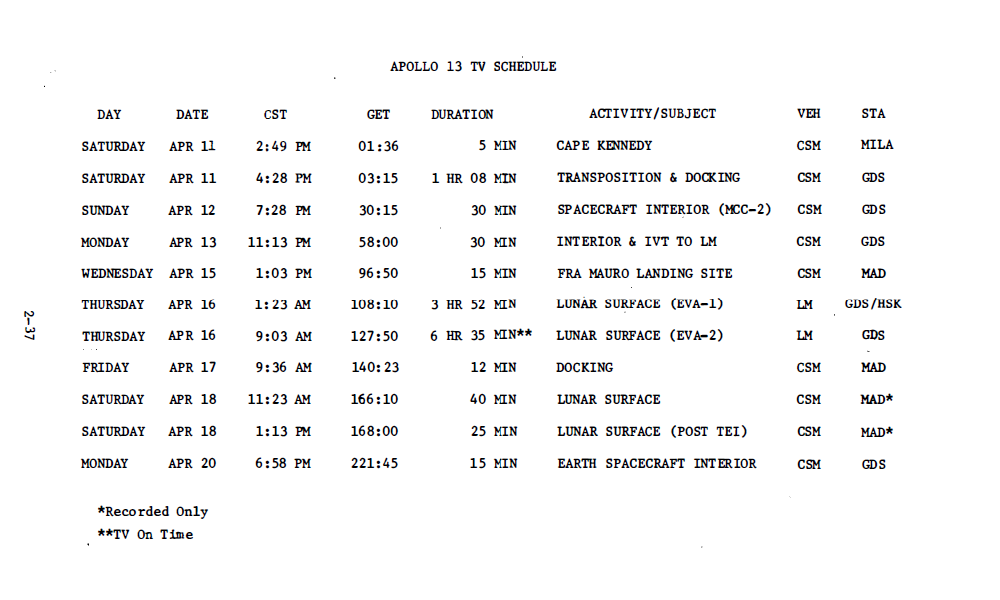 APOLLO 13 TV SCHEDULE
DAY DATE CST GET DURATION ACTIVITY/SUBJECT VEH STA
SATURDAY APR 11 2:49 PM 01:36 5 MIN CAPE KENNEDY CSM MILA
SATURDAY APR 11 4:28 PM 03:15 1 HR 08 MIN TRANSPOSITION & DOCKING CSM GDS
SUNDAY APR 12 7:28 PM 30:15 30 MIN SPACECRAFT INTERIOR (MCC-2) CSM GDS
MONDAY APR 13 11:13 PM 58:00 30 MIN INTERIOR & IVT TO LM CSM GDS
WEDNESDAY APR 15 1:03 PM 96:50 15 MIN FRA MAURO LANDING SITE CSM MAD
THURSDAY APR 16 1:23 AM 108:10 3 HR 52 MIN LUNAR SURFACE (EVA-1) LM GDS/HSK
THURSDAY APR 16 9:03 AM 127:50 6 HR 35 MIN** LUNAR SURFACE (EVA-2) LM GDS
FRIDAY APR 17 9:36 AM 140:23 12 MIN DOCKING CSM MAD
SATURDAY APR 18 11:23 AM 166:10 40 MIN LUNAR SURFACE CSM MAD*
SATURDAY APR 18 1:13 PM 168:00 25 MIN LUNAR SURFACE (POST TEI) CSM MAD*
MONDAY APR 20 6:58 PM 221:45 15 MIN EARTH SPACECRAFT INTERIOR CSM GDS
*Recorded Only
**TV On Time
2-37